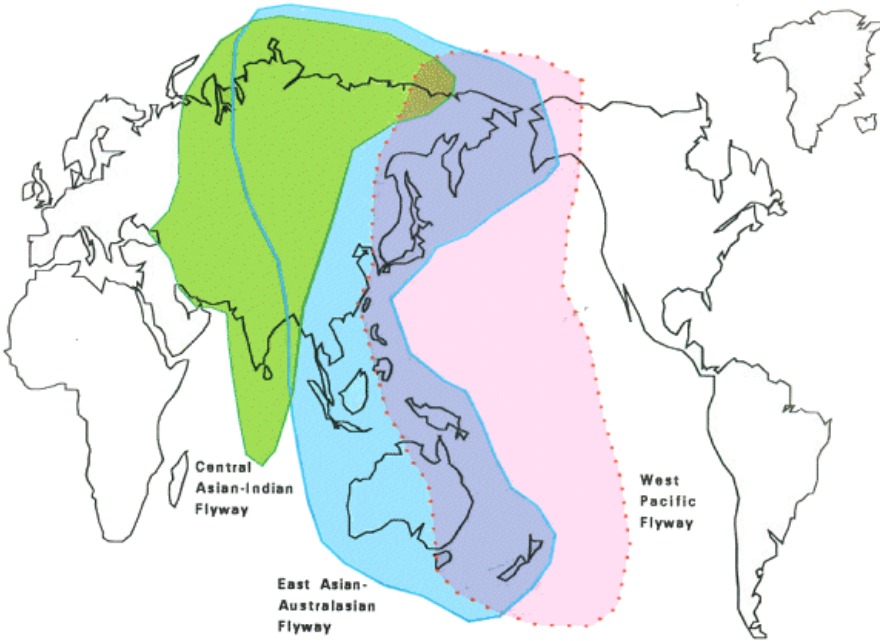 Central
Asian-Indian
Flyway
West
Pacific
Flyway
East Asian-
Australasian
Flyway